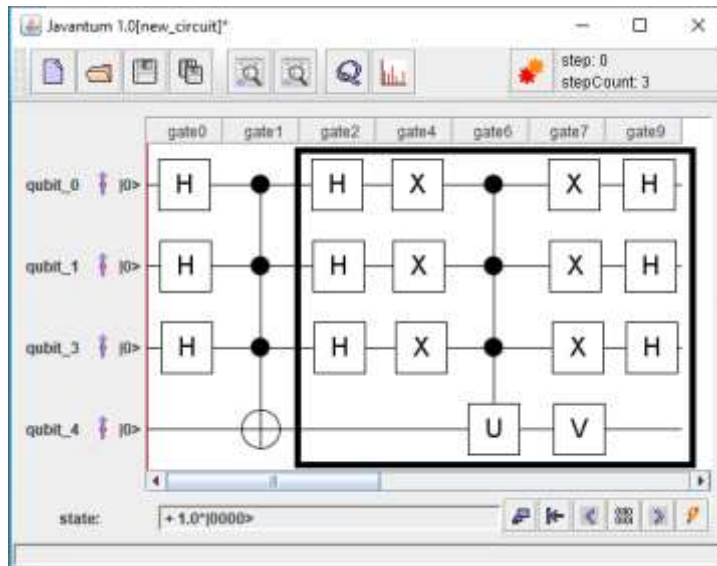 Javantum 1.0[new_circuit]*
step: 0
stepCount: 3
gate0 gate1 gate2 gate4 gate6 gate7 gate9
qubit_0 |0> H H X X H
qubit_1 |0> H H X X H
qubit_3 |0> H H X X H
qubit_4 |0> U V
state: + 1.0*|0000>